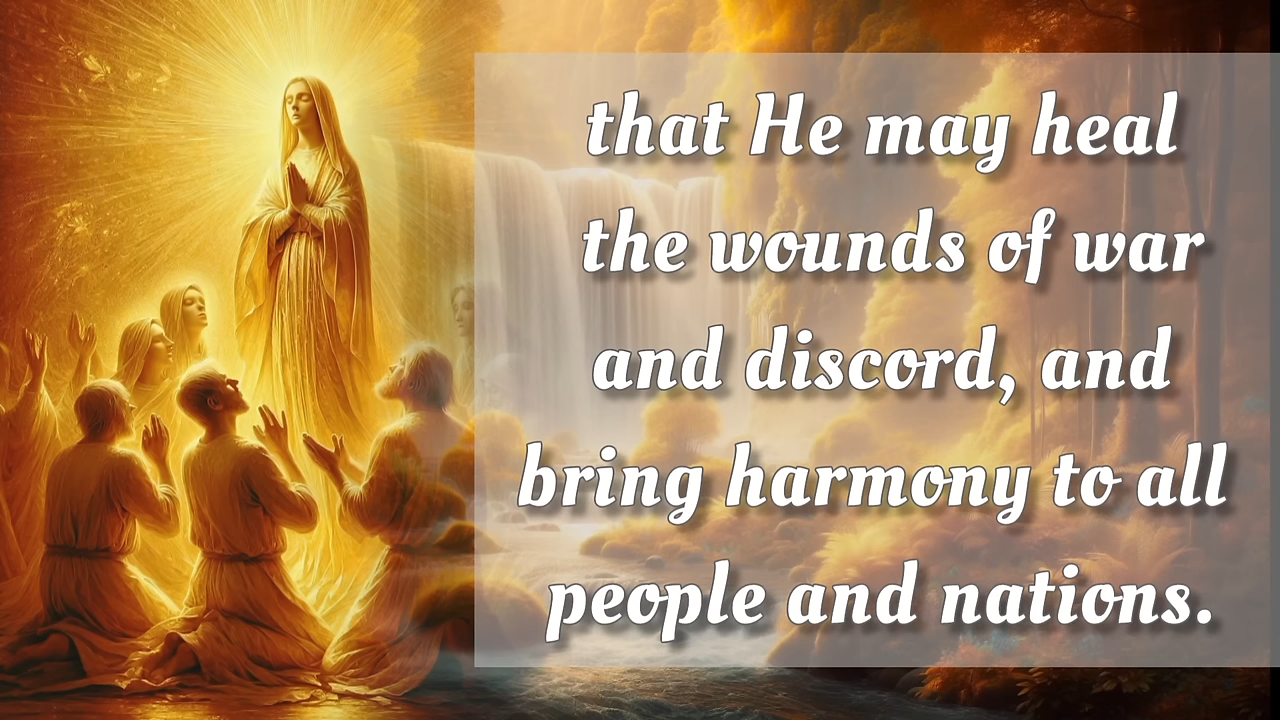 that He may heal
the wounds of war
and discord, and
bring harmony to all
people and nations.